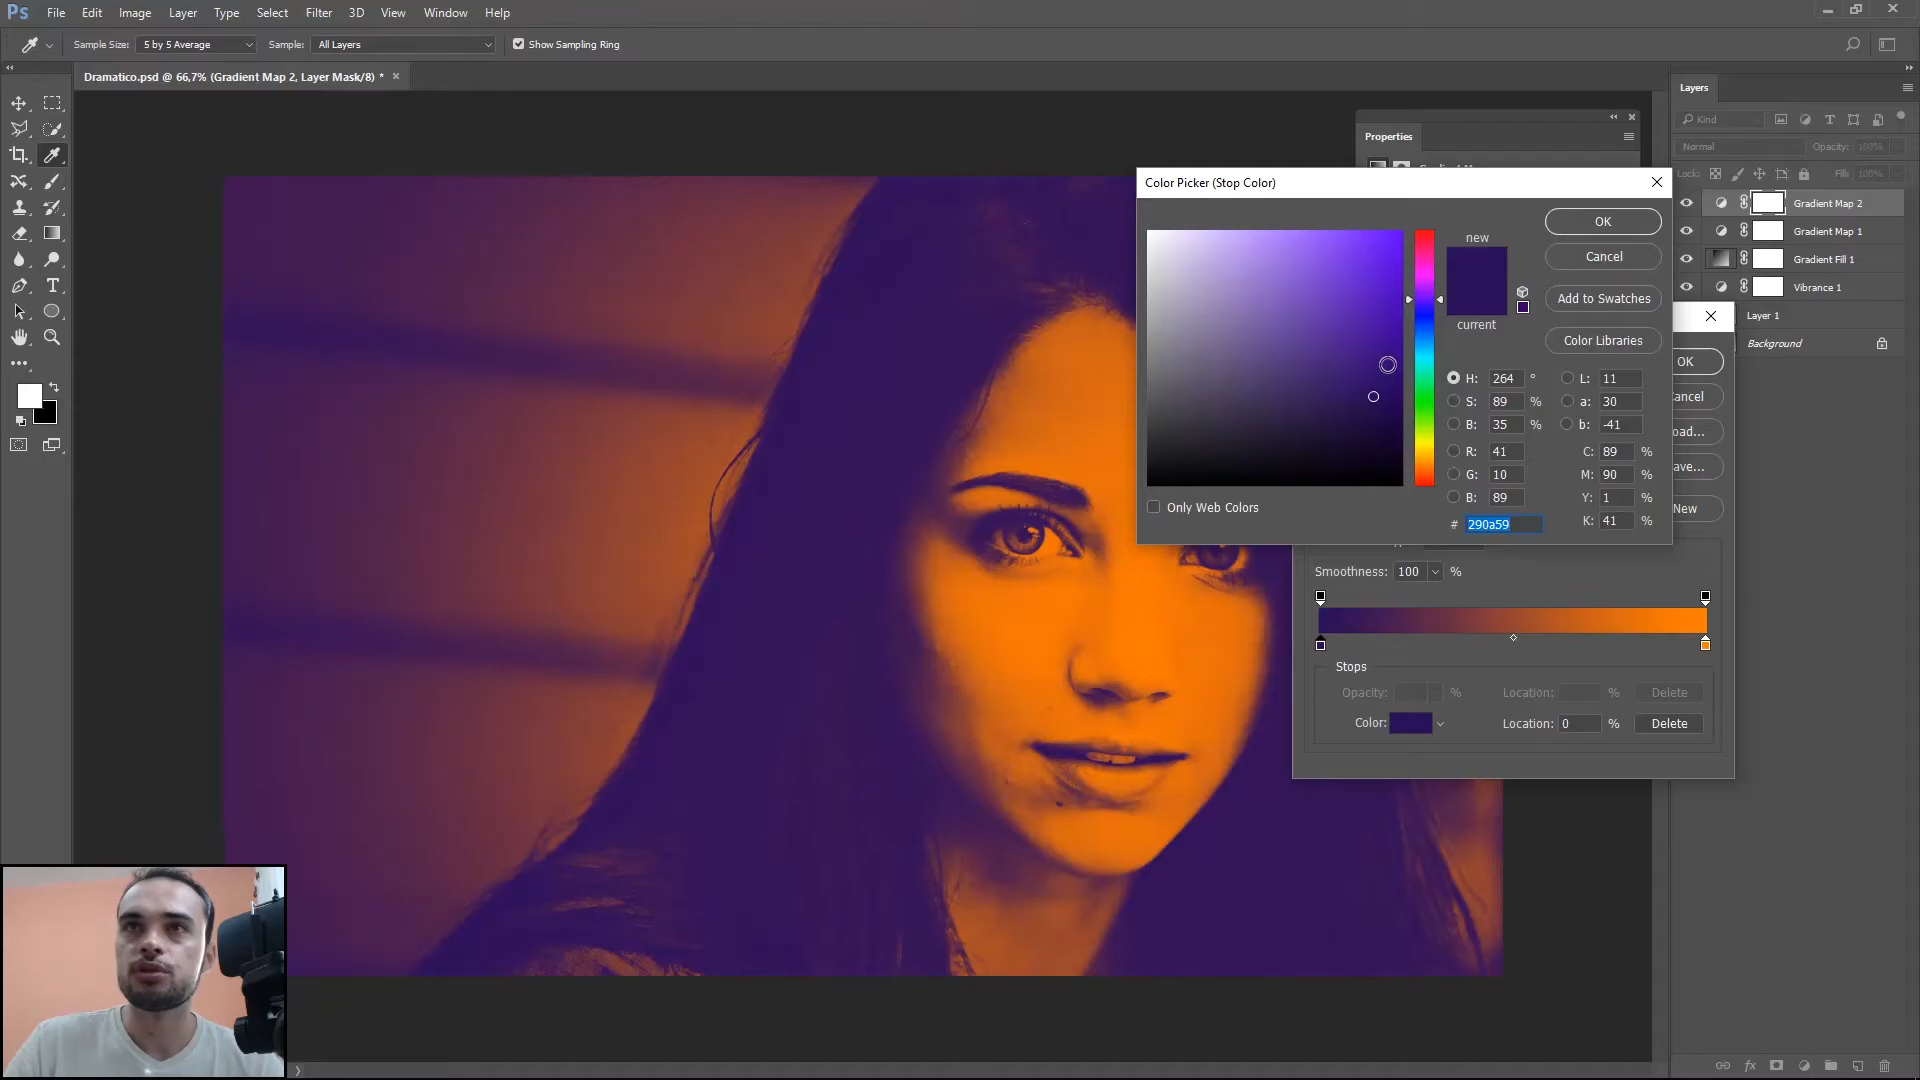 Ps File Edit Image Layer Type Select Filter 3D View Window Help
Sample Size: 5 by 5 Average Sample: All Layers Show Sampling Ring
Dramatico.psd @ 66,7% (Gradient Map 2, Layer Mask/8) *
Layers
Kind
Normal Opacity: 100%
Lock: Fill: 100%
Gradient Map 2
Gradient Map 1
Gradient Fill 1
Vibrance 1
Layer 1
Background
Properties
Color Picker (Stop Color)
new
current
OK
Cancel
Add to Swatches
Color Libraries
H: 264 ° L: 11
S: 89 % a: 30
B: 35 % b: -41
R: 41 C: 89 %
G: 10 M: 90 %
B: 89 Y: 1 %
# 290a59 K: 41 %
Only Web Colors
OK
ancel
oad...
ave...
New
Smoothness: 100 %
Stops
Opacity: % Location: % Delete
Color: Location: 0 % Delete
fx